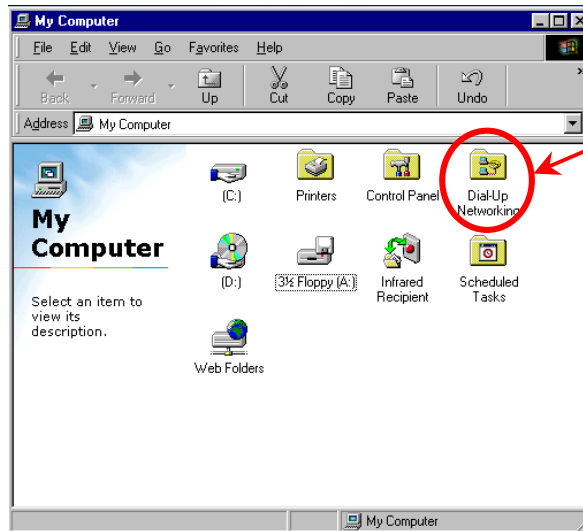 My Computer
File Edit View Go Favorites Help
Back Forward Up Cut Copy Paste Undo »
Address My Computer
My
Computer
Select an item to
view its
description.
(C:) Printers Control Panel Dial-Up
Networking
(D:) 3½ Floppy (A:) Infrared
Recipient Scheduled
Tasks
Web Folders
My Computer